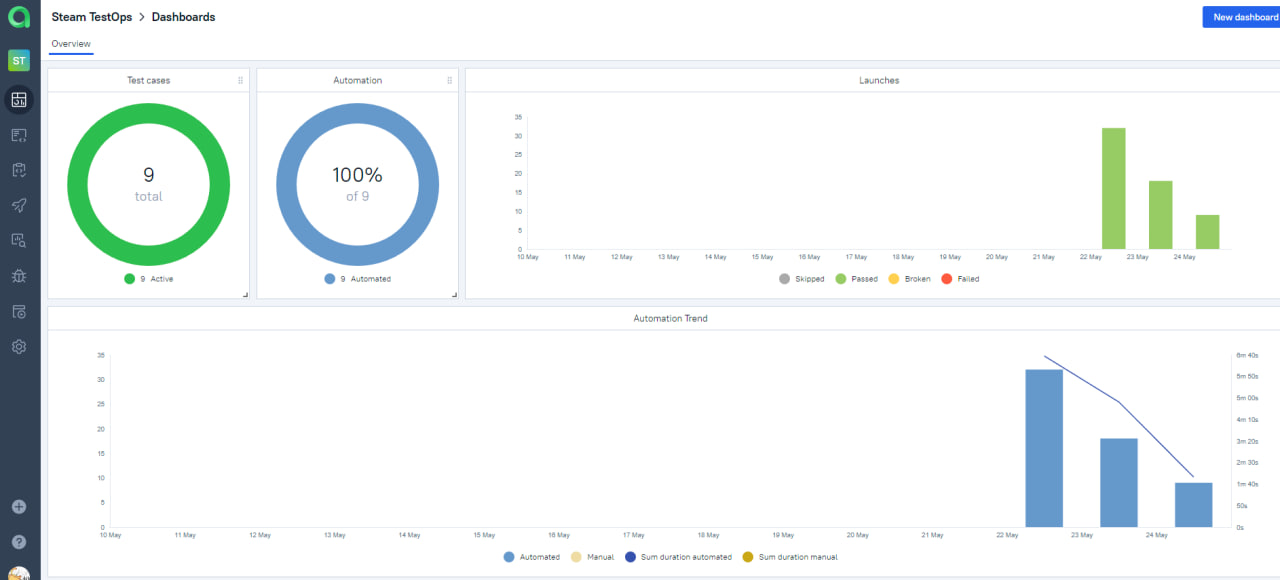 Steam TestOps > Dashboards
New dashboard
Overview
ST
Test cases
9
total
9 Active
Automation
100%
of 9
9 Automated
Launches
35
30
25
20
15
10
5
0
10 May 11 May 12 May 13 May 14 May 15 May 16 May 17 May 18 May 19 May 20 May 21 May 22 May 23 May 24 May
Skipped Passed Broken Failed
Automation Trend
35
30
25
20
15
10
5
0
6m 40s
5m 50s
5m 00s
4m 10s
3m 20s
2m 30s
1m 40s
50s
0s
10 May 11 May 12 May 13 May 14 May 15 May 16 May 17 May 18 May 19 May 20 May 21 May 22 May 23 May 24 May
Automated Manual Sum duration automated Sum duration manual